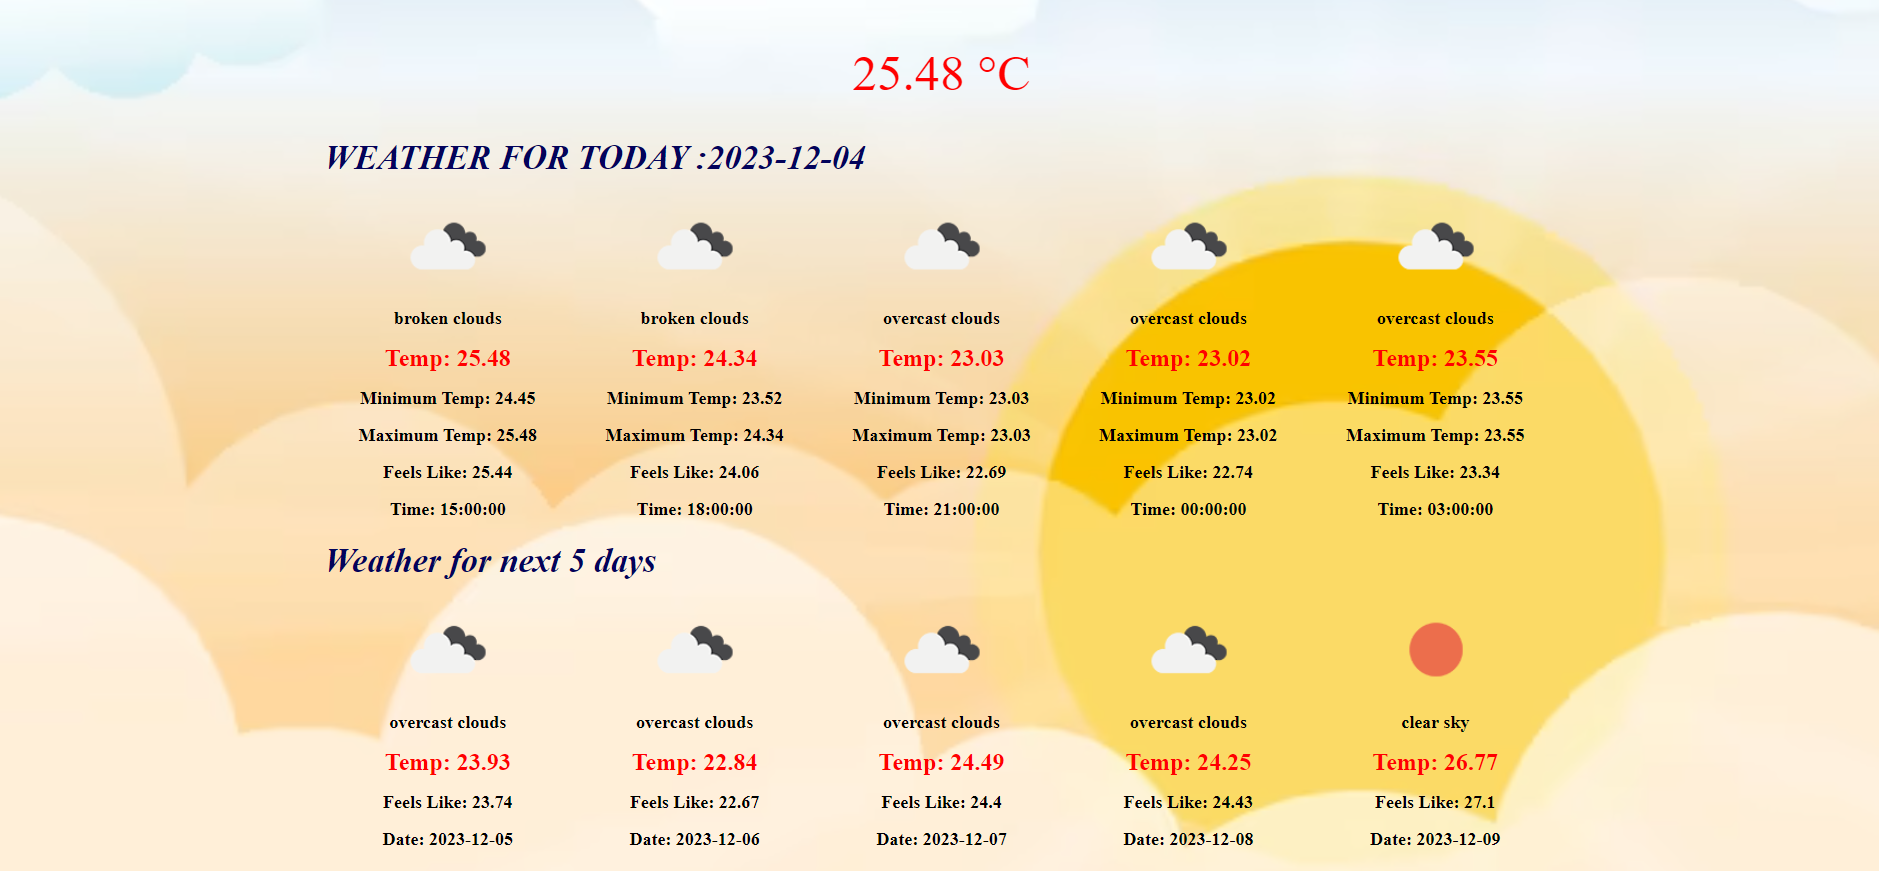 25.48 °C
WEATHER FOR TODAY :2023-12-04
broken clouds broken clouds overcast clouds overcast clouds overcast clouds
Temp: 25.48 Temp: 24.34 Temp: 23.03 Temp: 23.02 Temp: 23.55
Minimum Temp: 24.45 Minimum Temp: 23.52 Minimum Temp: 23.03 Minimum Temp: 23.02 Minimum Temp: 23.55
Maximum Temp: 25.48 Maximum Temp: 24.34 Maximum Temp: 23.03 Maximum Temp: 23.02 Maximum Temp: 23.55
Feels Like: 25.44 Feels Like: 24.06 Feels Like: 22.69 Feels Like: 22.74 Feels Like: 23.34
Time: 15:00:00 Time: 18:00:00 Time: 21:00:00 Time: 00:00:00 Time: 03:00:00
Weather for next 5 days
overcast clouds overcast clouds overcast clouds overcast clouds clear sky
Temp: 23.93 Temp: 22.84 Temp: 24.49 Temp: 24.25 Temp: 26.77
Feels Like: 23.74 Feels Like: 22.67 Feels Like: 24.4 Feels Like: 24.43 Feels Like: 27.1
Date: 2023-12-05 Date: 2023-12-06 Date: 2023-12-07 Date: 2023-12-08 Date: 2023-12-09